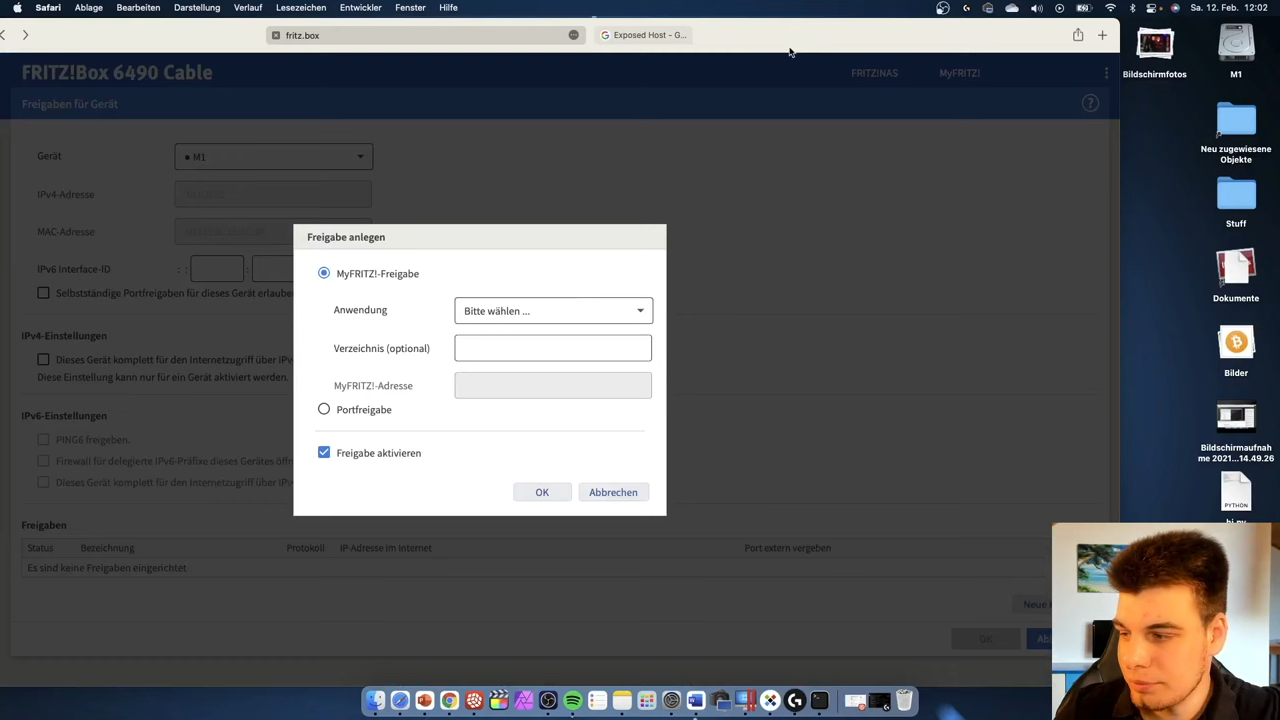 Safari Ablage Bearbeiten Darstellung Verlauf Lesezeichen Entwickler Fenster Hilfe
Sa. 12. Feb. 12:02
fritz.box
Exposed Host - G...
FRITZ!Box 6490 Cable
FRITZ!NAS
MyFRITZ!
Freigaben für Gerät
Gerät
M1
IPv4-Adresse
MAC-Adresse
IPv6 Interface-ID
: :
:
Selbstständige Portfreigaben für dieses Gerät erlauben
IPv4-Einstellungen
Dieses Gerät komplett für den Internetzugriff über
Diese Einstellung kann nur für ein Gerät aktiviert werden.
IPv6-Einstellungen
PING6 freigeben.
Firewall für delegierte IPv6-Präfixe dieses Gerätes
Dieses Gerät komplett für den Internetzugriff über
Freigabe anlegen
MyFRITZ!-Freigabe
Anwendung
Bitte wählen ...
Verzeichnis (optional)
MyFRITZ!-Adresse
Portfreigabe
Freigabe aktivieren
OK
Abbrechen
Freigaben
Status Bezeichnung Protokoll IP-Adresse im Internet Port extern vergeben
Es sind keine Freigaben eingerichtet
Neue
OK
Bildschirmfotos
M1
Neu zugewiesene
Objekte
Stuff
Dokumente
Bilder
Bildschirmaufnah
me 2021...14.49.26
PYTHON